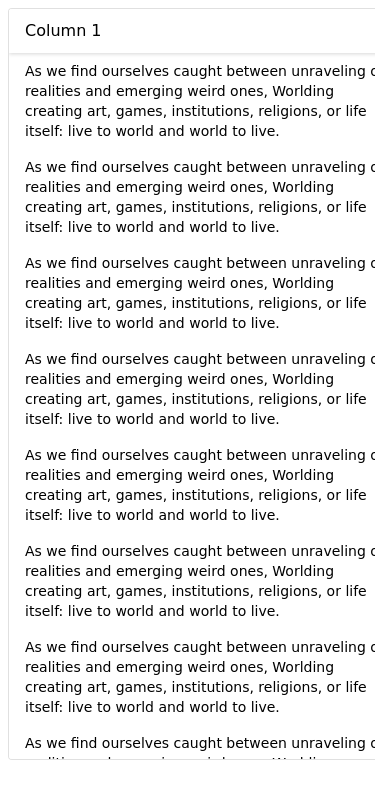 Column 1
As we find ourselves caught between unraveling
realities and emerging weird ones, Worlding
creating art, games, institutions, religions, or life
itself: live to world and world to live.
As we find ourselves caught between unraveling
realities and emerging weird ones, Worlding
creating art, games, institutions, religions, or life
itself: live to world and world to live.
As we find ourselves caught between unraveling
realities and emerging weird ones, Worlding
creating art, games, institutions, religions, or life
itself: live to world and world to live.
As we find ourselves caught between unraveling
realities and emerging weird ones, Worlding
creating art, games, institutions, religions, or life
itself: live to world and world to live.
As we find ourselves caught between unraveling
realities and emerging weird ones, Worlding
creating art, games, institutions, religions, or life
itself: live to world and world to live.
As we find ourselves caught between unraveling
realities and emerging weird ones, Worlding
creating art, games, institutions, religions, or life
itself: live to world and world to live.
As we find ourselves caught between unraveling
realities and emerging weird ones, Worlding
creating art, games, institutions, religions, or life
itself: live to world and world to live.
As we find ourselves caught between unraveling